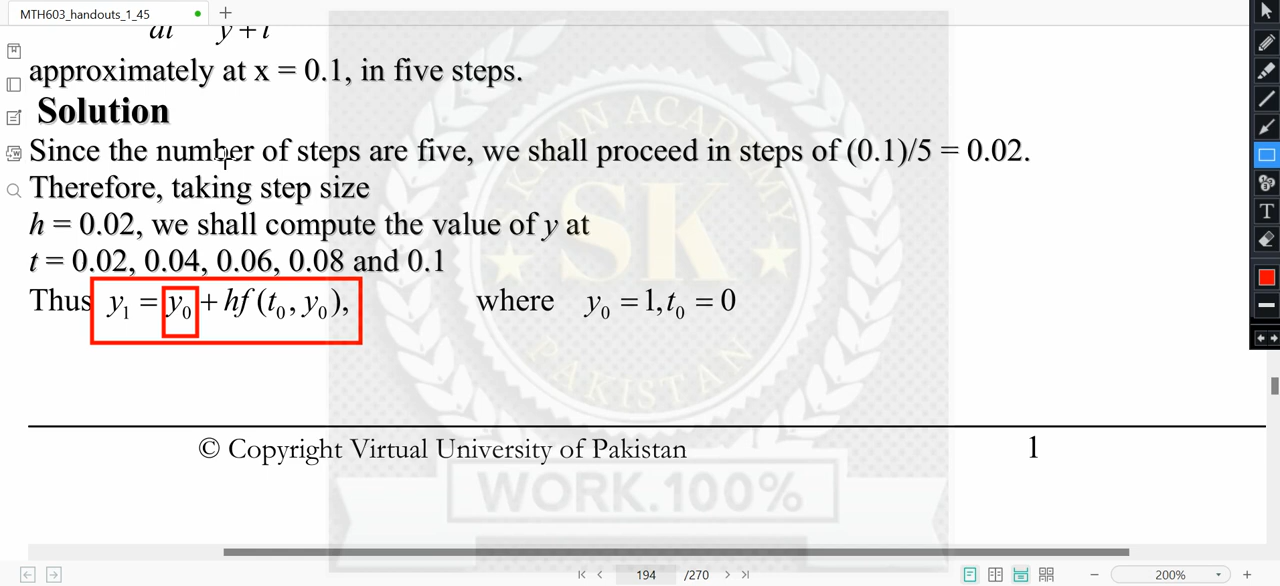 MTH603_handouts_1_45
dt y + t
approximately at x = 0.1, in five steps.
Solution
Since the number of steps are five, we shall proceed in steps of (0.1)/5 = 0.02.
Therefore, taking step size
h = 0.02, we shall compute the value of y at
t = 0.02, 0.04, 0.06, 0.08 and 0.1
Thus y₁ = y₀ + hf (t₀, y₀), where y₀ = 1, t₀ = 0
SK
PAKISTAN
© Copyright Virtual University of Pakistan 1
WORK.100%
194 /270 200%